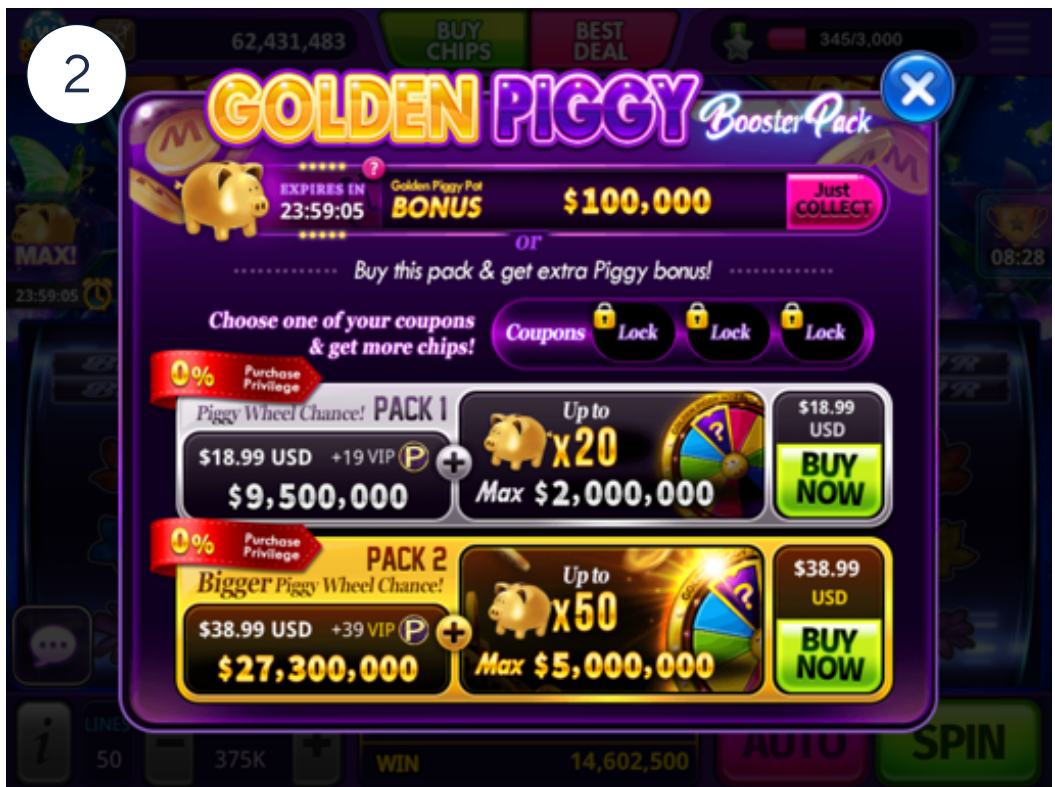 2
62,431,483
BUY
CHIPS
BEST
DEAL
345/3,000
GOLDEN PIGGY Booster Pack
EXPIRES IN
23:59:05
?
Golden Piggy Pot
BONUS
$100,000
Just
COLLECT
or
Buy this pack & get extra Piggy bonus!
MAX!
23:59:05
08:28
Choose one of your coupons
& get more chips!
Coupons Lock Lock Lock
0% Purchase
Privilege
Piggy Wheel Chance! PACK 1
$18.99 USD +19 VIP P
$9,500,000
+
Up to
x20
Max $2,000,000
?
$18.99
USD
BUY
NOW
0% Purchase
Privilege
PACK 2
Bigger Piggy Wheel Chance!
$38.99 USD +39 VIP P
$27,300,000
+
Up to
x50
Max $5,000,000
?
$38.99
USD
BUY
NOW
i
LINES
50
375K
WIN 14,602,500
AUTO
SPIN